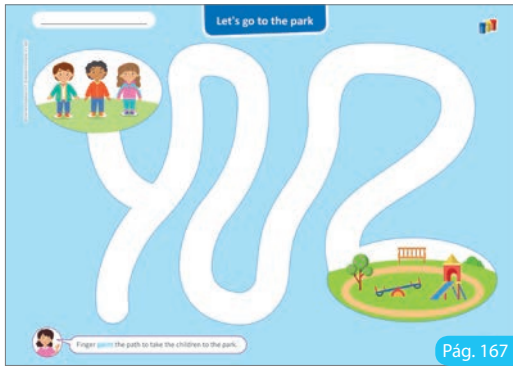 Let's go to the park
Finger paint the path to take the children to the park.
Pág. 167